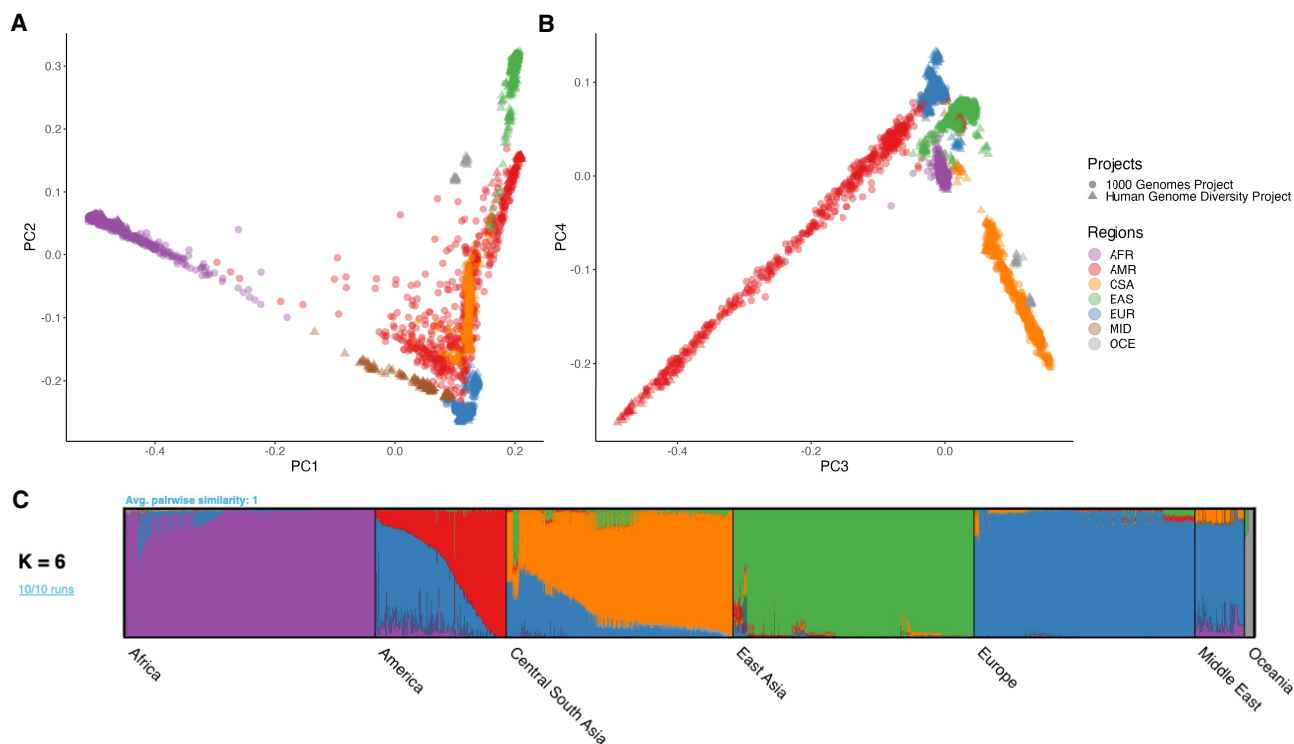 A
B
0.3
0.2
0.1
0.0
-0.1
-0.2
PC2
-0.4
-0.2
0.0
0.2
PC1
0.1
0.0
-0.1
-0.2
PC4
-0.4
-0.2
0.0
PC3
Projects
1000 Genomes Project
Human Genome Diversity Project
Regions
AFR
AMR
CSA
EAS
EUR
MID
OCE
C
Avg. pairwise similarity: 1
K = 6
10/10 runs
Africa
America
Central South Asia
East Asia
Europe
Middle East
Oceania